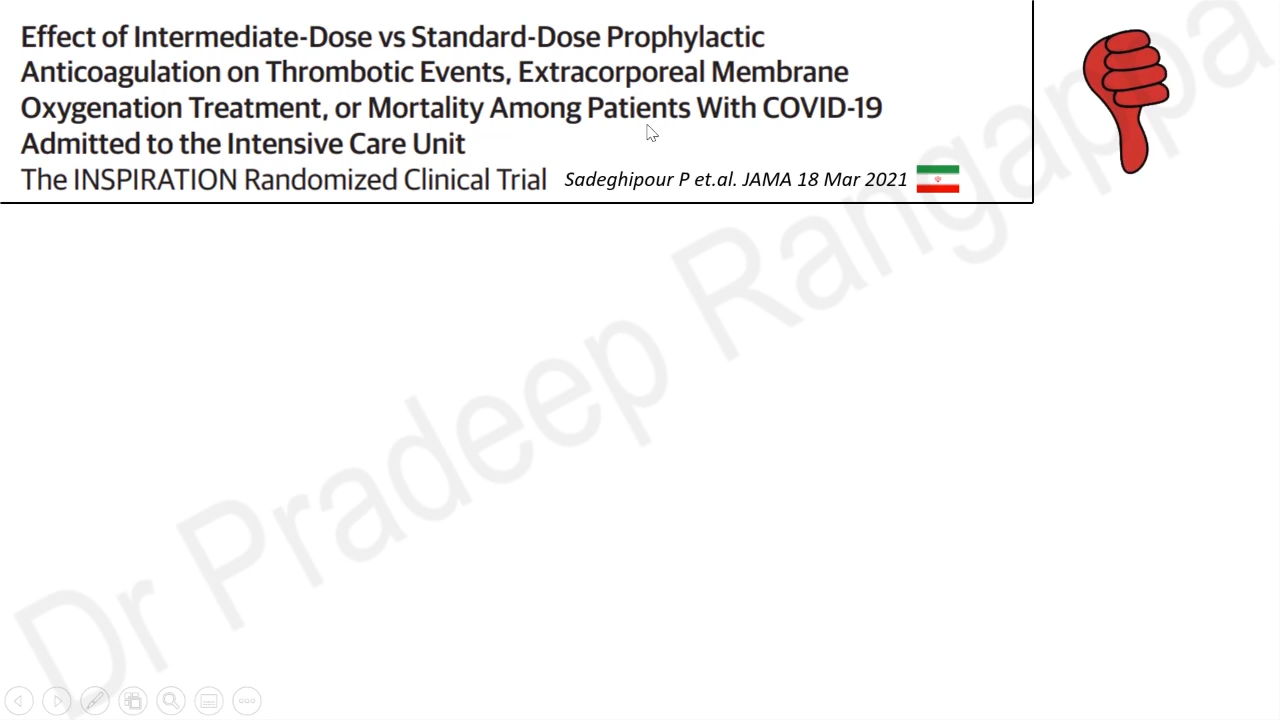 Effect of Intermediate-Dose vs Standard-Dose Prophylactic
Anticoagulation on Thrombotic Events, Extracorporeal Membrane
Oxygenation Treatment, or Mortality Among Patients With COVID-19
Admitted to the Intensive Care Unit
The INSPIRATION Randomized Clinical Trial Sadeghipour P et.al. JAMA 18 Mar 2021
Dr Pradeep Rangappa